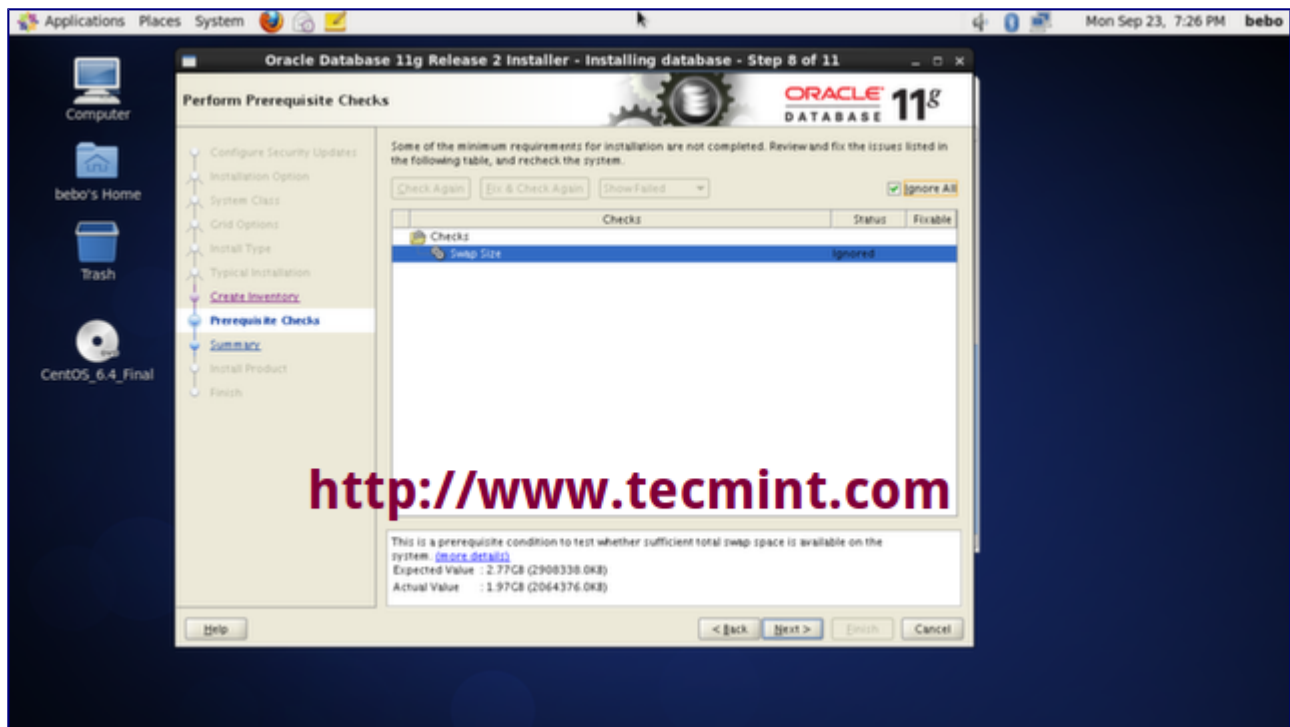 Applications Places System
Mon Sep 23, 7:26 PM bebo
Computer
bebo's Home
Trash
DVD
CentOS_6.4_Final
Oracle Database 11g Release 2 Installer - Installing database - Step 8 of 11
Perform Prerequisite Checks
ORACLE
DATABASE
11g
Configure Security Updates
Installation Option
System Class
Grid Options
Install Type
Typical Installation
Create Inventory
Prerequisite Checks
Summary
Install Product
Finish
Some of the minimum requirements for installation are not completed. Review and fix the issues listed in
the following table, and recheck the system.
Check Again Fix & Check Again Show Failed Ignore All
Checks Status Fixable
Checks
Swap Size Ignored
http://www.tecmint.com
This is a prerequisite condition to test whether sufficient total swap space is available on the
system. (more details)
Expected Value : 2.77GB (2908338.0KB)
Actual Value : 1.97GB (2064376.0KB)
Help < Back Next > Finish Cancel